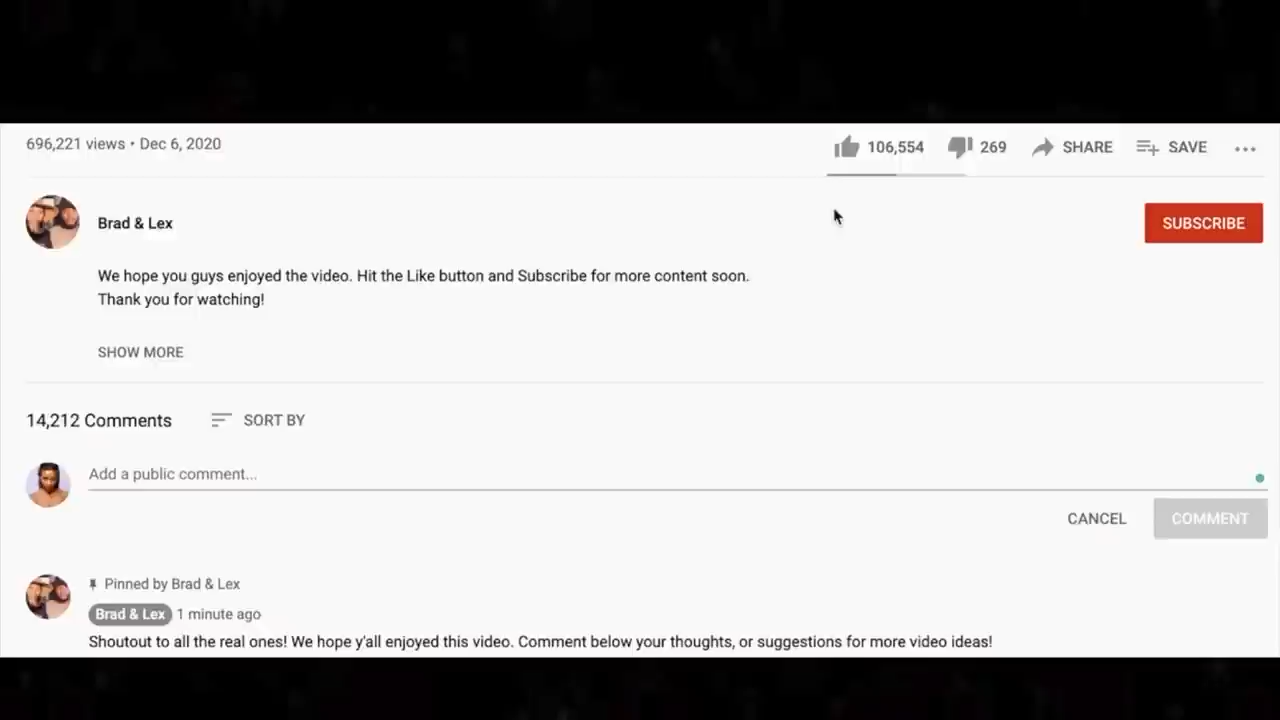 696,221 views • Dec 6, 2020
106,554 269 SHARE SAVE
Brad & Lex
SUBSCRIBE
We hope you guys enjoyed the video. Hit the Like button and Subscribe for more content soon.
Thank you for watching!
SHOW MORE
14,212 Comments SORT BY
Add a public comment...
CANCEL COMMENT
Pinned by Brad & Lex
Brad & Lex 1 minute ago
Shoutout to all the real ones! We hope y'all enjoyed this video. Comment below your thoughts, or suggestions for more video ideas!